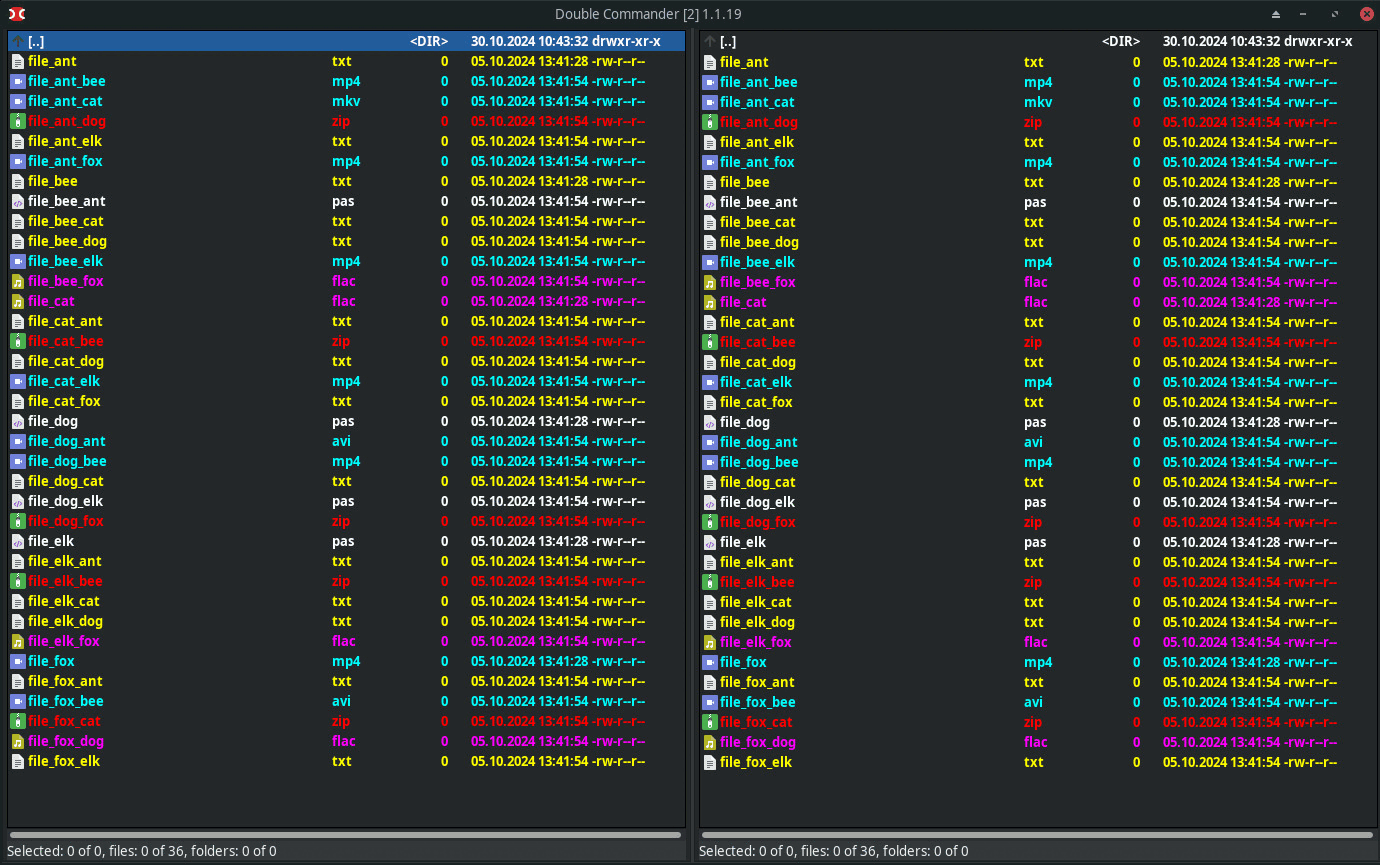 Double Commander [2] 1.1.19
[..] <DIR> 30.10.2024 10:43:32 drwxr-xr-x
file_ant txt 0 05.10.2024 13:41:28 -rw-r--r--
file_ant_bee mp4 0 05.10.2024 13:41:54 -rw-r--r--
file_ant_cat mkv 0 05.10.2024 13:41:54 -rw-r--r--
file_ant_dog zip 0 05.10.2024 13:41:54 -rw-r--r--
file_ant_elk txt 0 05.10.2024 13:41:54 -rw-r--r--
file_ant_fox mp4 0 05.10.2024 13:41:54 -rw-r--r--
file_bee txt 0 05.10.2024 13:41:28 -rw-r--r--
file_bee_ant pas 0 05.10.2024 13:41:54 -rw-r--r--
file_bee_cat txt 0 05.10.2024 13:41:54 -rw-r--r--
file_bee_dog txt 0 05.10.2024 13:41:54 -rw-r--r--
file_bee_elk mp4 0 05.10.2024 13:41:54 -rw-r--r--
file_bee_fox flac 0 05.10.2024 13:41:54 -rw-r--r--
file_cat flac 0 05.10.2024 13:41:28 -rw-r--r--
file_cat_ant txt 0 05.10.2024 13:41:54 -rw-r--r--
file_cat_bee zip 0 05.10.2024 13:41:54 -rw-r--r--
file_cat_dog txt 0 05.10.2024 13:41:54 -rw-r--r--
file_cat_elk mp4 0 05.10.2024 13:41:54 -rw-r--r--
file_cat_fox txt 0 05.10.2024 13:41:54 -rw-r--r--
file_dog pas 0 05.10.2024 13:41:28 -rw-r--r--
file_dog_ant avi 0 05.10.2024 13:41:54 -rw-r--r--
file_dog_bee mp4 0 05.10.2024 13:41:54 -rw-r--r--
file_dog_cat txt 0 05.10.2024 13:41:54 -rw-r--r--
file_dog_elk pas 0 05.10.2024 13:41:54 -rw-r--r--
file_dog_fox zip 0 05.10.2024 13:41:54 -rw-r--r--
file_elk pas 0 05.10.2024 13:41:28 -rw-r--r--
file_elk_ant txt 0 05.10.2024 13:41:54 -rw-r--r--
file_elk_bee zip 0 05.10.2024 13:41:54 -rw-r--r--
file_elk_cat txt 0 05.10.2024 13:41:54 -rw-r--r--
file_elk_dog txt 0 05.10.2024 13:41:54 -rw-r--r--
file_elk_fox flac 0 05.10.2024 13:41:54 -rw-r--r--
file_fox mp4 0 05.10.2024 13:41:28 -rw-r--r--
file_fox_ant txt 0 05.10.2024 13:41:54 -rw-r--r--
file_fox_bee avi 0 05.10.2024 13:41:54 -rw-r--r--
file_fox_cat zip 0 05.10.2024 13:41:54 -rw-r--r--
file_fox_dog flac 0 05.10.2024 13:41:54 -rw-r--r--
file_fox_elk txt 0 05.10.2024 13:41:54 -rw-r--r--
Selected: 0 of 0, files: 0 of 36, folders: 0 of 0
[..] <DIR> 30.10.2024 10:43:32 drwxr-xr-x
file_ant txt 0 05.10.2024 13:41:28 -rw-r--r--
file_ant_bee mp4 0 05.10.2024 13:41:54 -rw-r--r--
file_ant_cat mkv 0 05.10.2024 13:41:54 -rw-r--r--
file_ant_dog zip 0 05.10.2024 13:41:54 -rw-r--r--
file_ant_elk txt 0 05.10.2024 13:41:54 -rw-r--r--
file_ant_fox mp4 0 05.10.2024 13:41:54 -rw-r--r--
file_bee txt 0 05.10.2024 13:41:28 -rw-r--r--
file_bee_ant pas 0 05.10.2024 13:41:54 -rw-r--r--
file_bee_cat txt 0 05.10.2024 13:41:54 -rw-r--r--
file_bee_dog txt 0 05.10.2024 13:41:54 -rw-r--r--
file_bee_elk mp4 0 05.10.2024 13:41:54 -rw-r--r--
file_bee_fox flac 0 05.10.2024 13:41:54 -rw-r--r--
file_cat flac 0 05.10.2024 13:41:28 -rw-r--r--
file_cat_ant txt 0 05.10.2024 13:41:54 -rw-r--r--
file_cat_bee zip 0 05.10.2024 13:41:54 -rw-r--r--
file_cat_dog txt 0 05.10.2024 13:41:54 -rw-r--r--
file_cat_elk mp4 0 05.10.2024 13:41:54 -rw-r--r--
file_cat_fox txt 0 05.10.2024 13:41:54 -rw-r--r--
file_dog pas 0 05.10.2024 13:41:28 -rw-r--r--
file_dog_ant avi 0 05.10.2024 13:41:54 -rw-r--r--
file_dog_bee mp4 0 05.10.2024 13:41:54 -rw-r--r--
file_dog_cat txt 0 05.10.2024 13:41:54 -rw-r--r--
file_dog_elk pas 0 05.10.2024 13:41:54 -rw-r--r--
file_dog_fox zip 0 05.10.2024 13:41:54 -rw-r--r--
file_elk pas 0 05.10.2024 13:41:28 -rw-r--r--
file_elk_ant txt 0 05.10.2024 13:41:54 -rw-r--r--
file_elk_bee zip 0 05.10.2024 13:41:54 -rw-r--r--
file_elk_cat txt 0 05.10.2024 13:41:54 -rw-r--r--
file_elk_dog txt 0 05.10.2024 13:41:54 -rw-r--r--
file_elk_fox flac 0 05.10.2024 13:41:54 -rw-r--r--
file_fox mp4 0 05.10.2024 13:41:28 -rw-r--r--
file_fox_ant txt 0 05.10.2024 13:41:54 -rw-r--r--
file_fox_bee avi 0 05.10.2024 13:41:54 -rw-r--r--
file_fox_cat zip 0 05.10.2024 13:41:54 -rw-r--r--
file_fox_dog flac 0 05.10.2024 13:41:54 -rw-r--r--
file_fox_elk txt 0 05.10.2024 13:41:54 -rw-r--r--
Selected: 0 of 0, files: 0 of 36, folders: 0 of 0